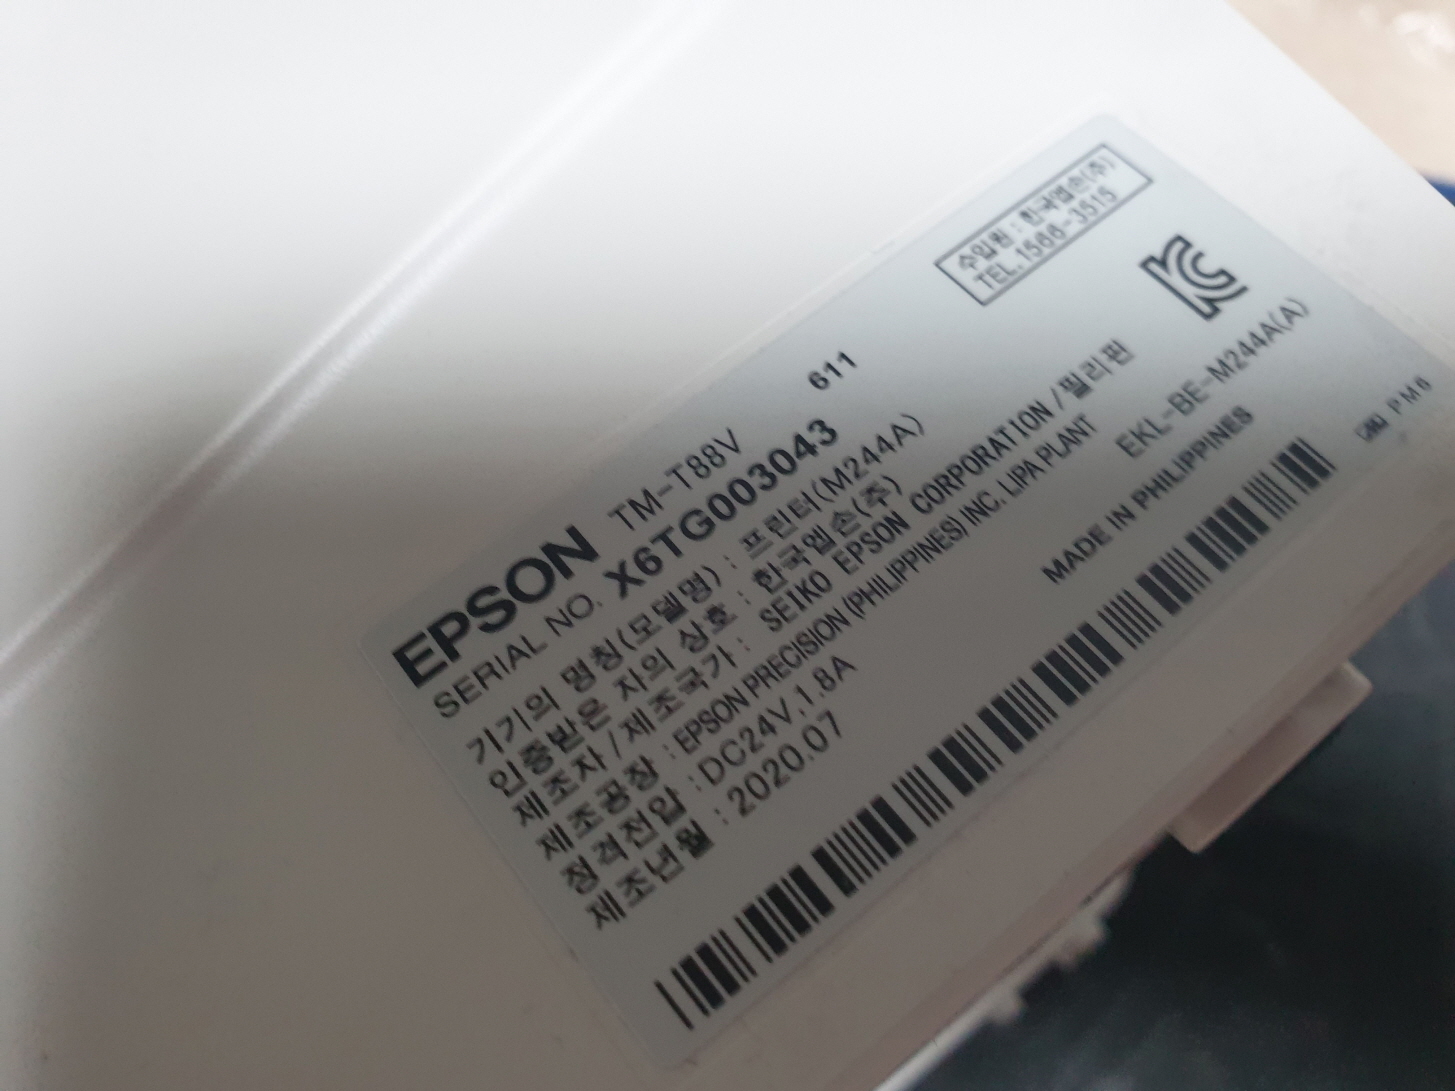 수입원 : 한국엡손(주)
TEL.1566-3515
EPSON TM-T88V 611
SERIAL NO. X6TG003043
기기의 명칭(모델명) : 프린터(M244A)
인증받은 자의 상호 : 한국엡손(주)
제조자/제조국가 : SEIKO EPSON CORPORATION/필리핀
제조공장 : EPSON PRECISION (PHILIPPINES) INC. LIPA PLANT
정격전압 : DC24V,1.8A
제조년월 : 2020.07
EKL-BE-M244A(A)
MADE IN PHILIPPINES
PM6